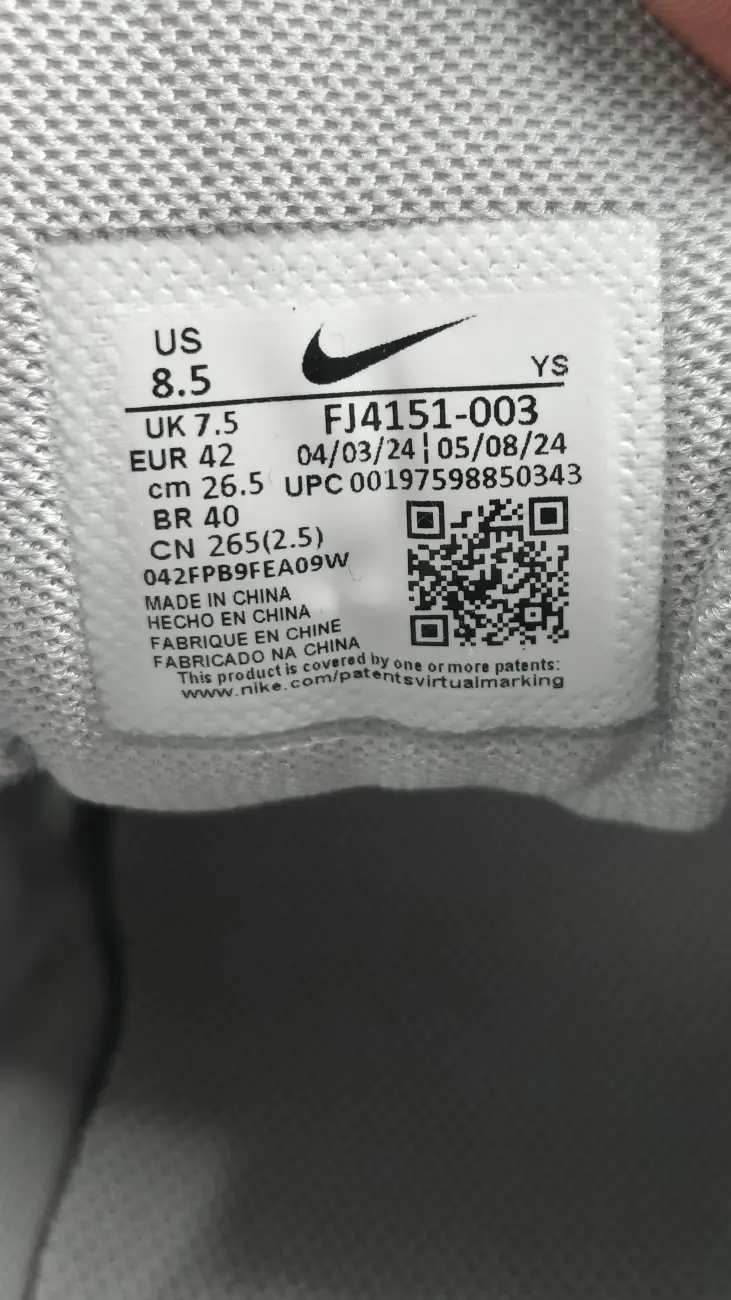 US
8.5
YS
UK 7.5
FJ4151-003
EUR 42
04/03/24 ¦ 05/08/24
cm 26.5
UPC 00197598850343
BR 40
CN 265(2.5)
042FPB9FEA09W
MADE IN CHINA
HECHO EN CHINA
FABRIQUE EN CHINE
FABRICADO NA CHINA
This product is covered by one or more patents:
www.nike.com/patentsvirtualmarking